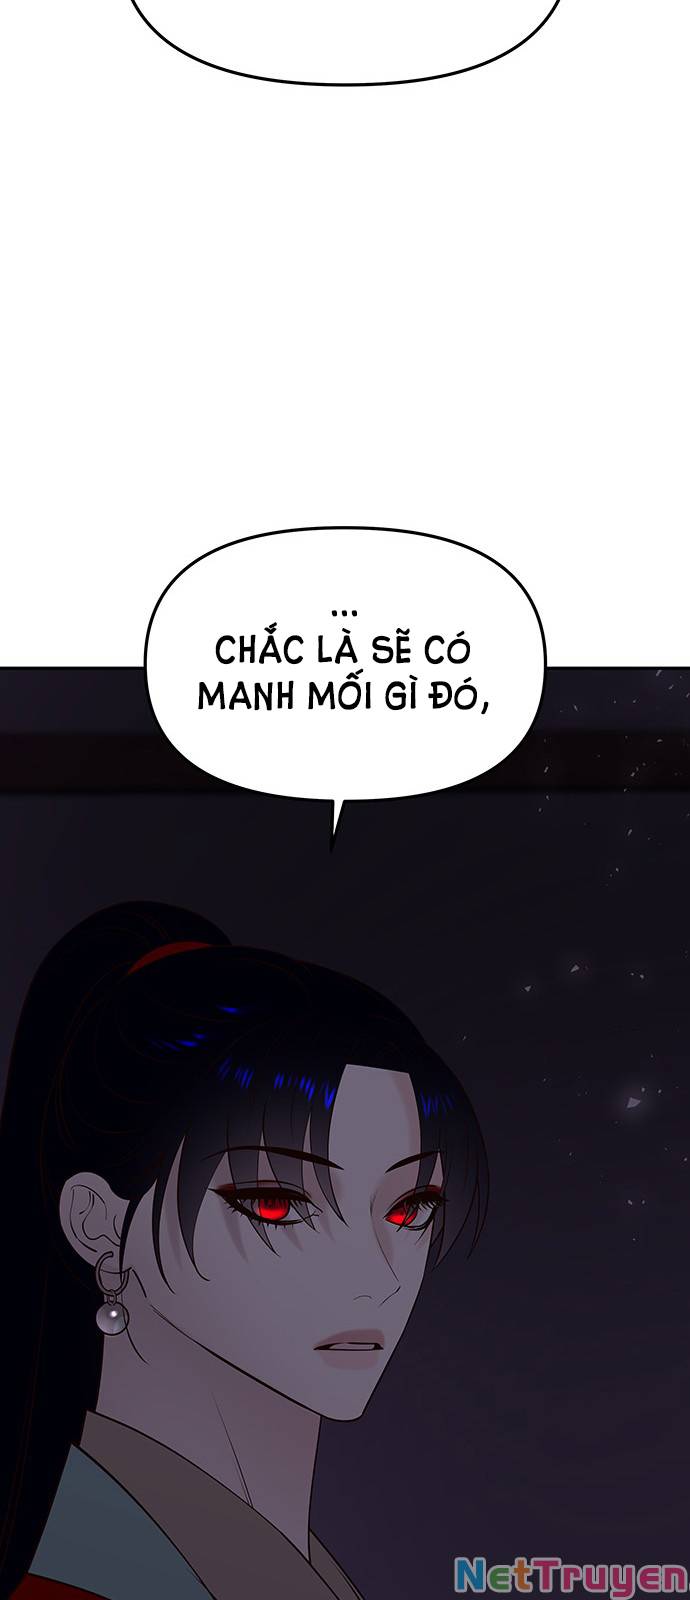 ...
CHẮC LÀ SẼ CÓ
MANH MỐI GÌ ĐÓ,
NetTruyen